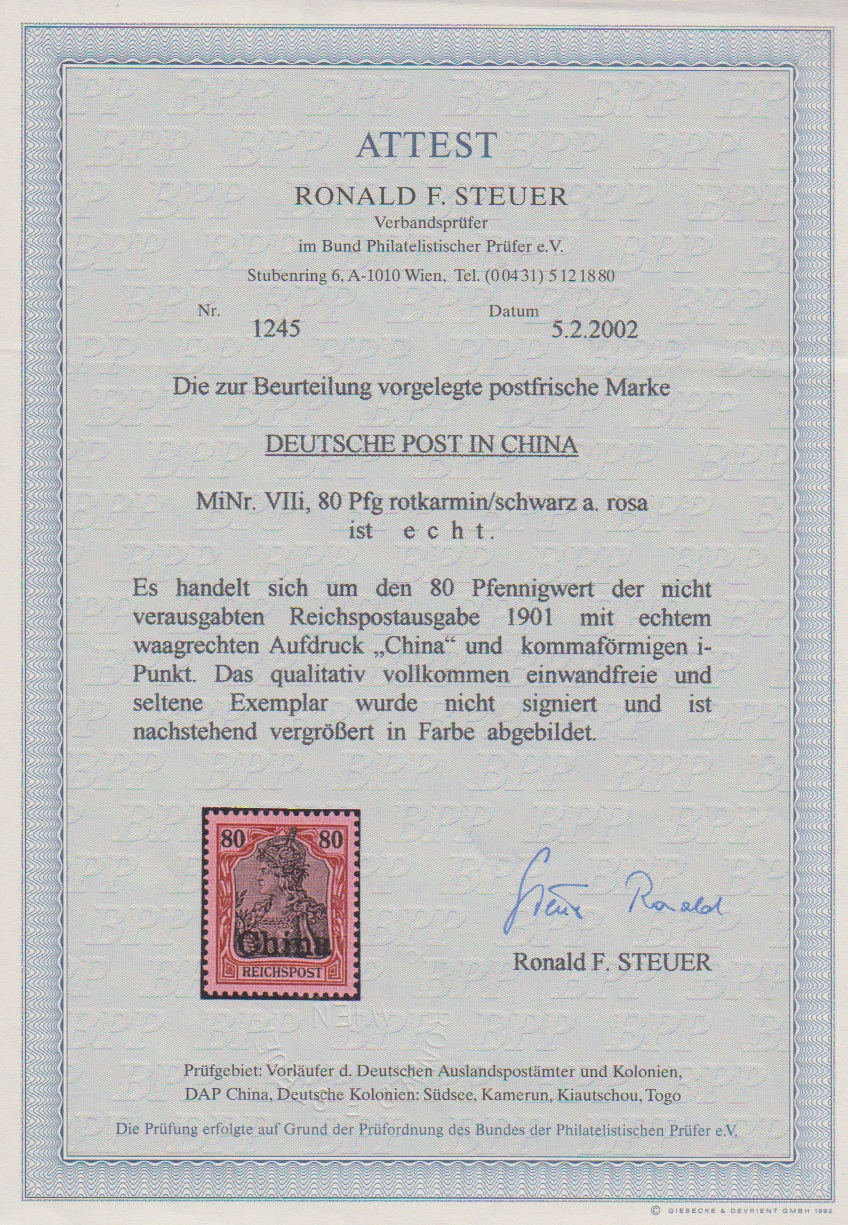 ATTEST
RONALD F. STEUER
Verbandsprüfer
im Bund Philatelistischer Prüfer e.V.
Stubenring 6, A-1010 Wien, Tel. (00431) 5121880
Nr. 1245 Datum 5.2.2002
Die zur Beurteilung vorgelegte postfrische Marke
DEUTSCHE POST IN CHINA
MiNr. VIIi, 80 Pfg rotkarmin/schwarz a. rosa
ist e c h t .
Es handelt sich um den 80 Pfennigwert der nicht
verausgabten Reichspostausgabe 1901 mit echtem
waagrechten Aufdruck „China“ und kommaförmigen i-
Punkt. Das qualitativ vollkommen einwandfreie und
seltene Exemplar wurde nicht signiert und ist
nachstehend vergrößert in Farbe abgebildet.
80 80
China
REICHSPOST
Steuer Ronald
Ronald F. STEUER
Prüfgebiet: Vorläufer d. Deutschen Auslandspostämter und Kolonien,
DAP China, Deutsche Kolonien: Südsee, Kamerun, Kiautschou, Togo
Die Prüfung erfolgte auf Grund der Prüfordnung des Bundes der Philatelistischen Prüfer e.V.
© GIESECKE & DEVRIENT GMBH 1992